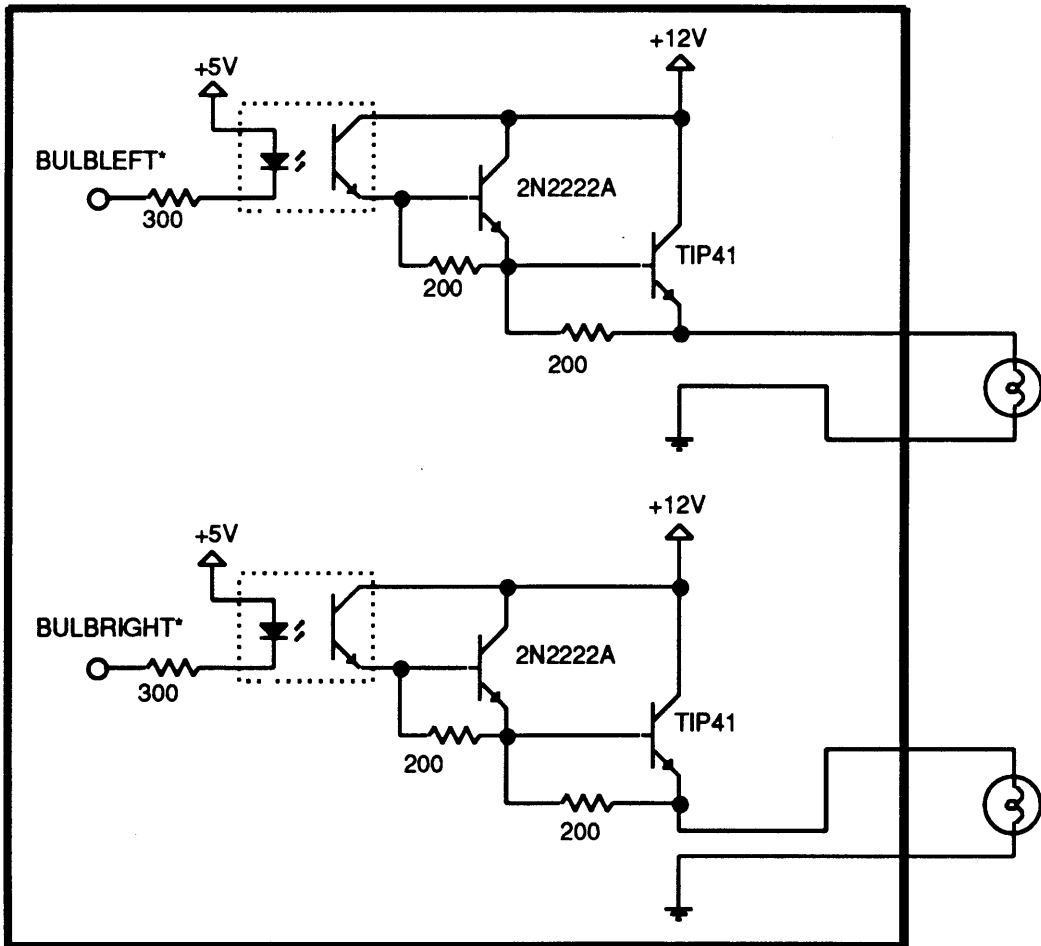 +12V
+5V
BULBLEFT*
300
2N2222A
TIP41
200
200
+12V
+5V
BULBRIGHT*
300
2N2222A
TIP41
200
200